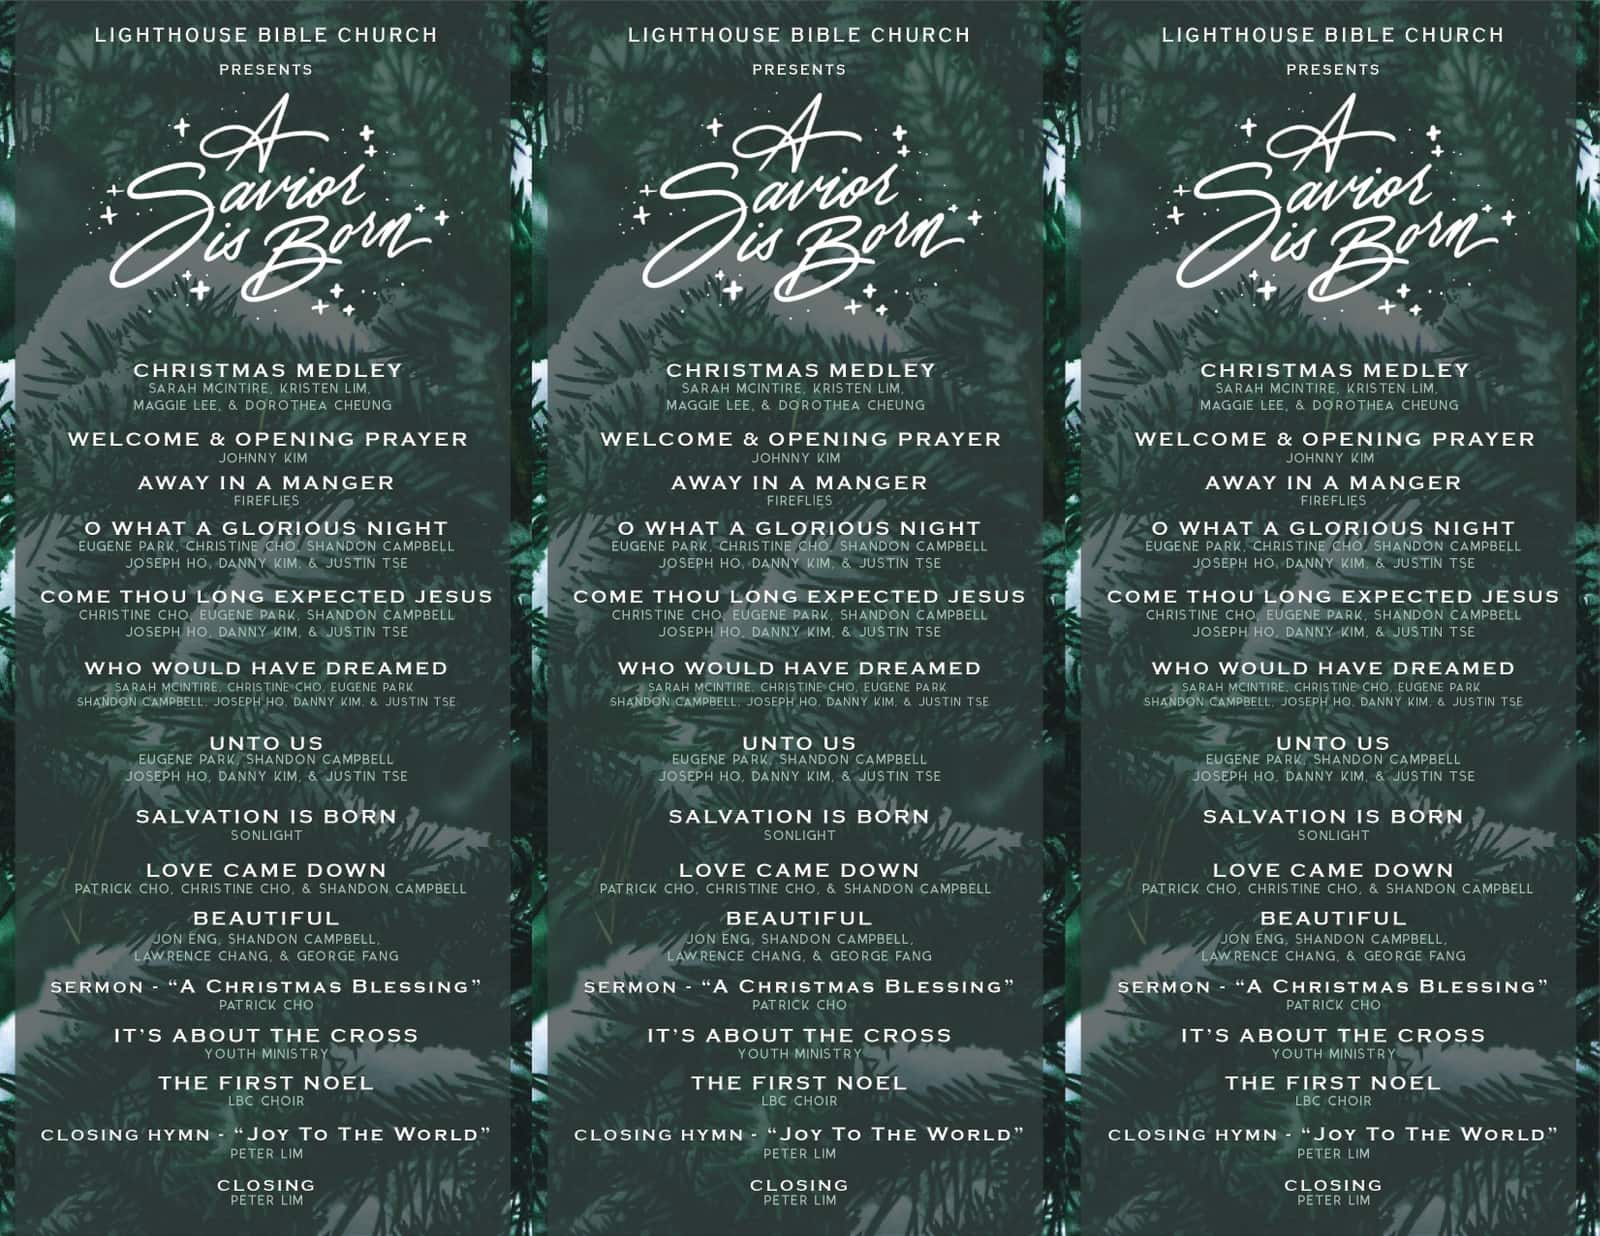 LIGHTHOUSE BIBLE CHURCH
PRESENTS
A
Savior
is Born
CHRISTMAS MEDLEY
SARAH MCINTIRE, KRISTEN LIM,
MAGGIE LEE, & DOROTHEA CHEUNG
WELCOME & OPENING PRAYER
JOHNNY KIM
AWAY IN A MANGER
FIREFLIES
O WHAT A GLORIOUS NIGHT
EUGENE PARK, CHRISTINE CHO, SHANDON CAMPBELL
JOSEPH HO, DANNY KIM, & JUSTIN TSE
COME THOU LONG EXPECTED JESUS
CHRISTINE CHO, EUGENE PARK, SHANDON CAMPBELL
JOSEPH HO, DANNY KIM, & JUSTIN TSE
WHO WOULD HAVE DREAMED
SARAH MCINTIRE, CHRISTINE CHO, EUGENE PARK
SHANDON CAMPBELL, JOSEPH HO, DANNY KIM, & JUSTIN TSE
UNTO US
EUGENE PARK, SHANDON CAMPBELL
JOSEPH HO, DANNY KIM, & JUSTIN TSE
SALVATION IS BORN
SONLIGHT
LOVE CAME DOWN
PATRICK CHO, CHRISTINE CHO, & SHANDON CAMPBELL
BEAUTIFUL
JON ENG, SHANDON CAMPBELL,
LAWRENCE CHANG, & GEORGE FANG
SERMON - “A CHRISTMAS BLESSING”
PATRICK CHO
IT’S ABOUT THE CROSS
YOUTH MINISTRY
THE FIRST NOEL
LBC CHOIR
CLOSING HYMN - “JOY TO THE WORLD”
PETER LIM
CLOSING
PETER LIM
LIGHTHOUSE BIBLE CHURCH
PRESENTS
A
Savior
is Born
CHRISTMAS MEDLEY
SARAH MCINTIRE, KRISTEN LIM,
MAGGIE LEE, & DOROTHEA CHEUNG
WELCOME & OPENING PRAYER
JOHNNY KIM
AWAY IN A MANGER
FIREFLIES
O WHAT A GLORIOUS NIGHT
EUGENE PARK, CHRISTINE CHO, SHANDON CAMPBELL
JOSEPH HO, DANNY KIM, & JUSTIN TSE
COME THOU LONG EXPECTED JESUS
CHRISTINE CHO, EUGENE PARK, SHANDON CAMPBELL
JOSEPH HO, DANNY KIM, & JUSTIN TSE
WHO WOULD HAVE DREAMED
SARAH MCINTIRE, CHRISTINE CHO, EUGENE PARK
SHANDON CAMPBELL, JOSEPH HO, DANNY KIM, & JUSTIN TSE
UNTO US
EUGENE PARK, SHANDON CAMPBELL
JOSEPH HO, DANNY KIM, & JUSTIN TSE
SALVATION IS BORN
SONLIGHT
LOVE CAME DOWN
PATRICK CHO, CHRISTINE CHO, & SHANDON CAMPBELL
BEAUTIFUL
JON ENG, SHANDON CAMPBELL,
LAWRENCE CHANG, & GEORGE FANG
SERMON - “A CHRISTMAS BLESSING”
PATRICK CHO
IT’S ABOUT THE CROSS
YOUTH MINISTRY
THE FIRST NOEL
LBC CHOIR
CLOSING HYMN - “JOY TO THE WORLD”
PETER LIM
CLOSING
PETER LIM
LIGHTHOUSE BIBLE CHURCH
PRESENTS
A
Savior
is Born
CHRISTMAS MEDLEY
SARAH MCINTIRE, KRISTEN LIM,
MAGGIE LEE, & DOROTHEA CHEUNG
WELCOME & OPENING PRAYER
JOHNNY KIM
AWAY IN A MANGER
FIREFLIES
O WHAT A GLORIOUS NIGHT
EUGENE PARK, CHRISTINE CHO, SHANDON CAMPBELL
JOSEPH HO, DANNY KIM, & JUSTIN TSE
COME THOU LONG EXPECTED JESUS
CHRISTINE CHO, EUGENE PARK, SHANDON CAMPBELL
JOSEPH HO, DANNY KIM, & JUSTIN TSE
WHO WOULD HAVE DREAMED
SARAH MCINTIRE, CHRISTINE CHO, EUGENE PARK
SHANDON CAMPBELL, JOSEPH HO, DANNY KIM, & JUSTIN TSE
UNTO US
EUGENE PARK, SHANDON CAMPBELL
JOSEPH HO, DANNY KIM, & JUSTIN TSE
SALVATION IS BORN
SONLIGHT
LOVE CAME DOWN
PATRICK CHO, CHRISTINE CHO, & SHANDON CAMPBELL
BEAUTIFUL
JON ENG, SHANDON CAMPBELL,
LAWRENCE CHANG, & GEORGE FANG
SERMON - “A CHRISTMAS BLESSING”
PATRICK CHO
IT’S ABOUT THE CROSS
YOUTH MINISTRY
THE FIRST NOEL
LBC CHOIR
CLOSING HYMN - “JOY TO THE WORLD”
PETER LIM
CLOSING
PETER LIM